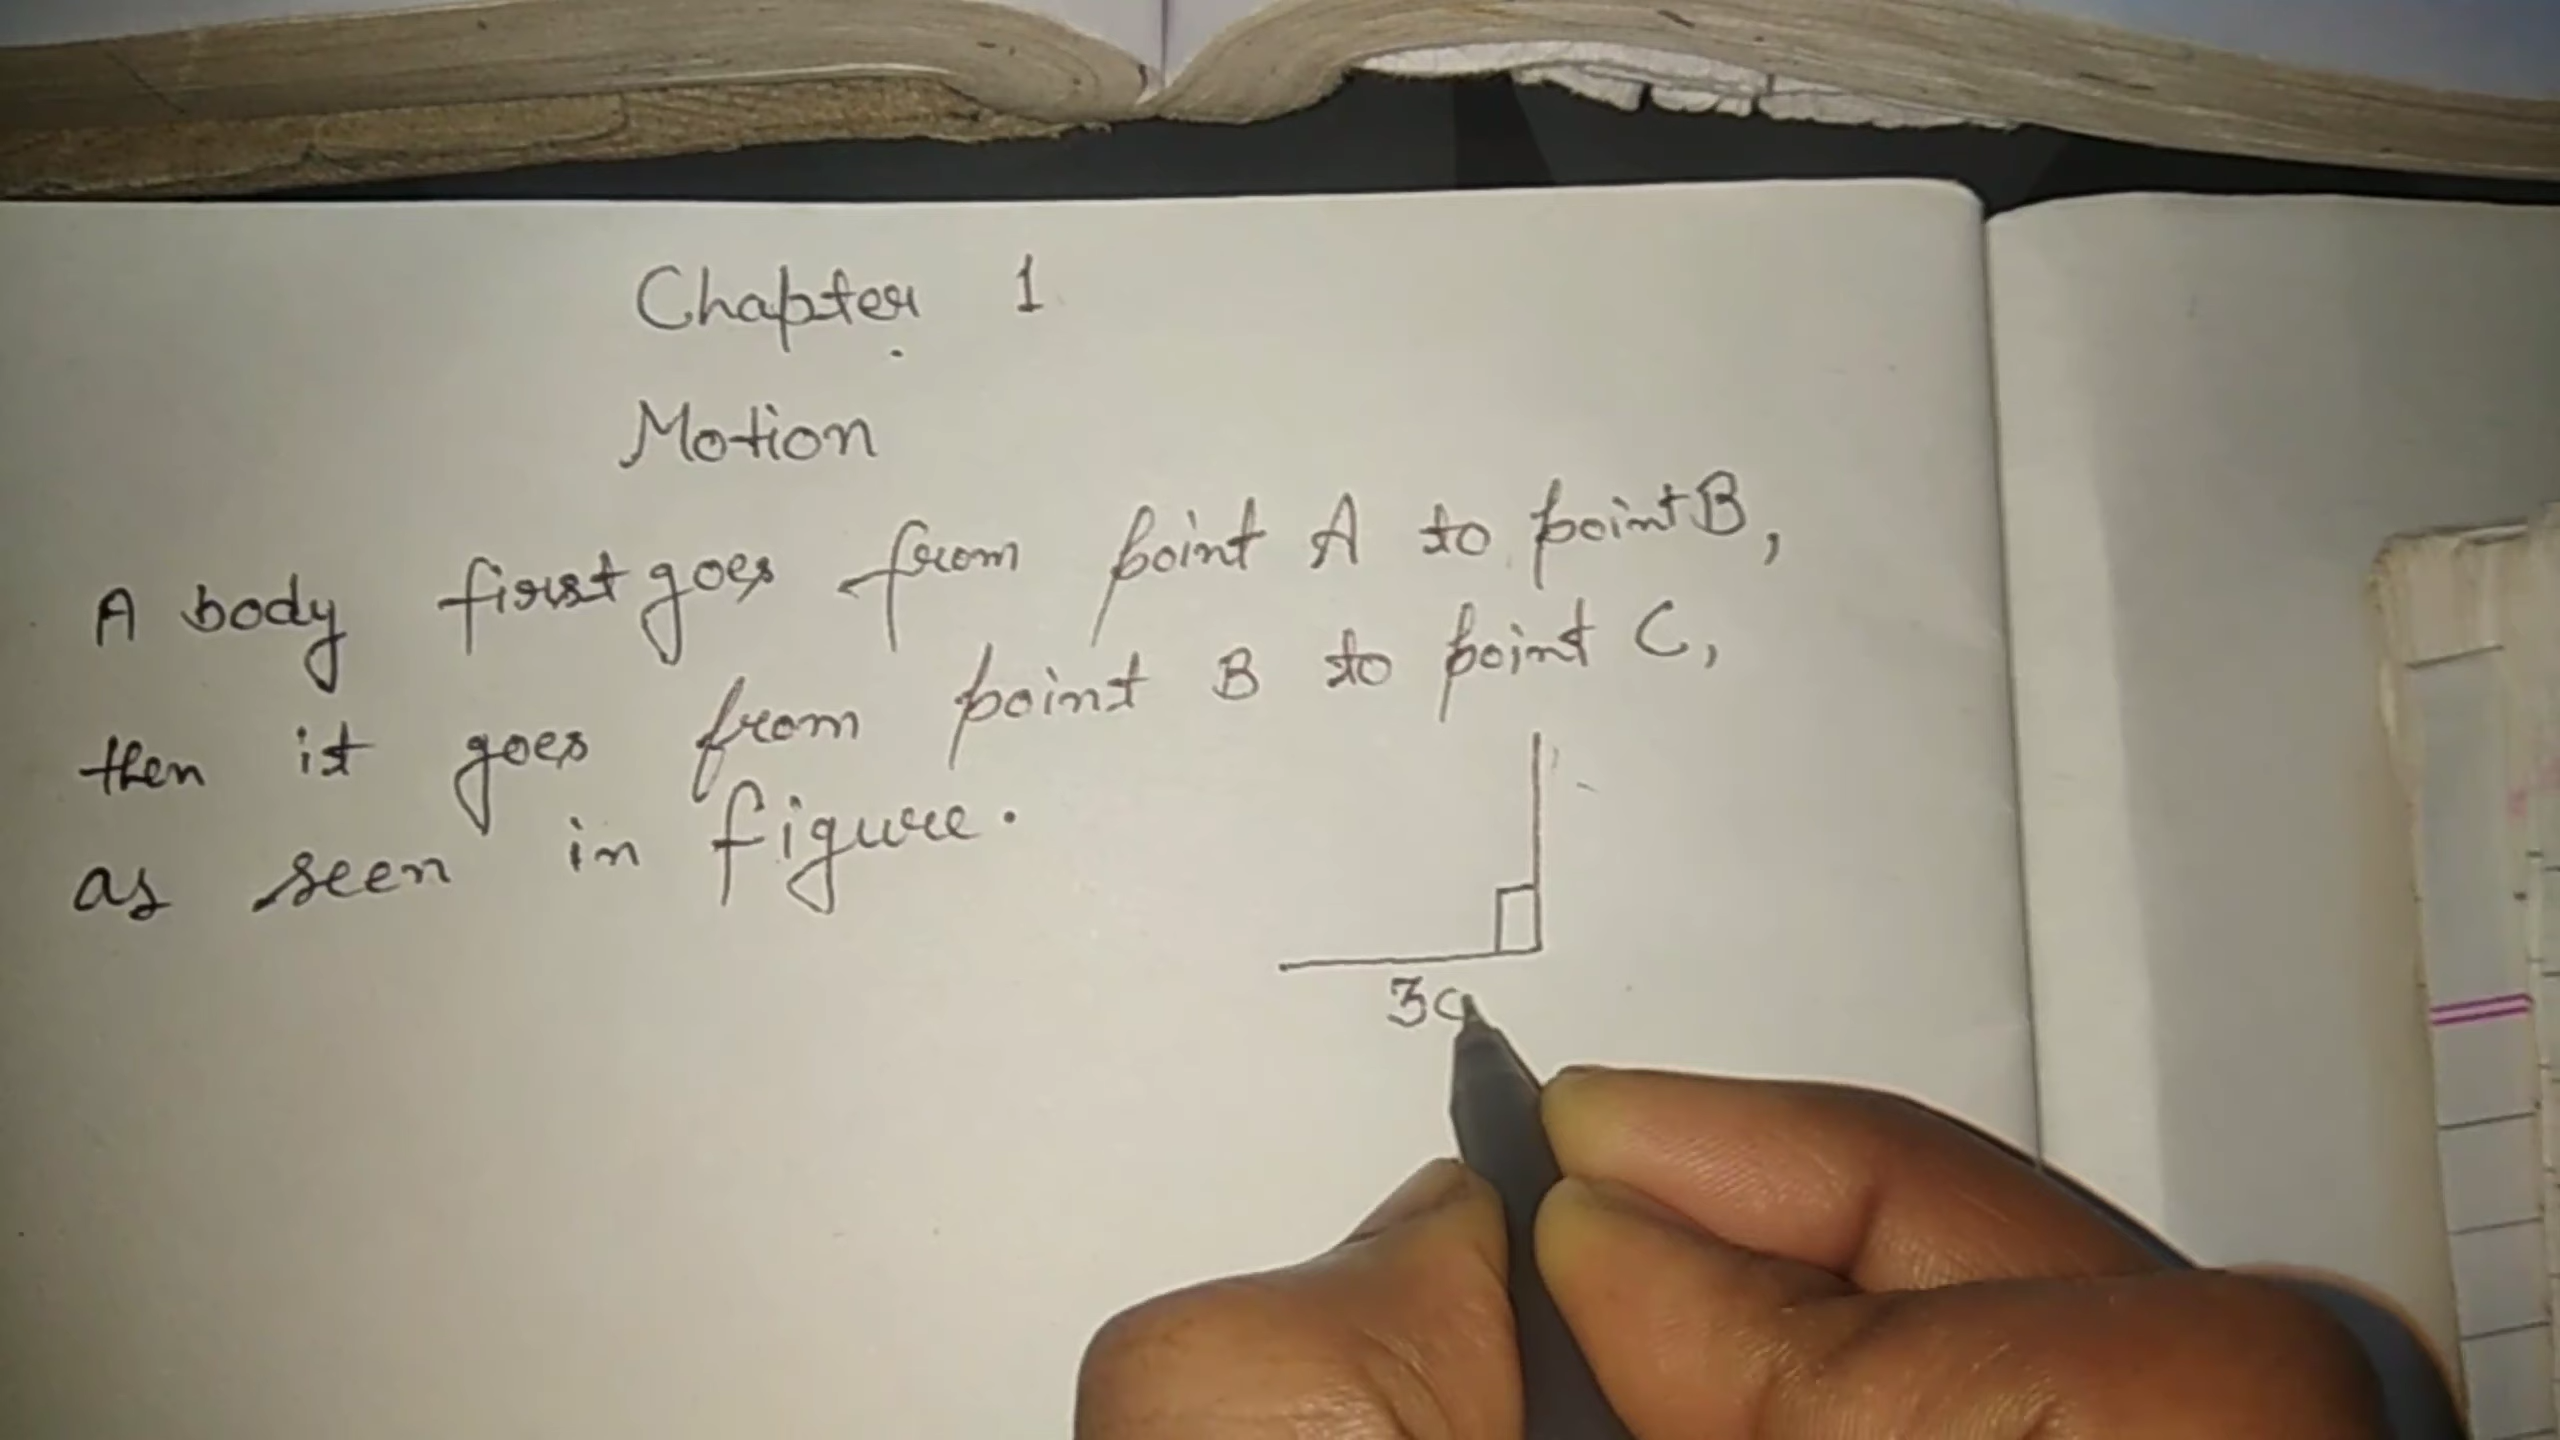 Chapter 1
Motion
A body first goes from point A to point B,
then it goes from point B to point C,
as seen in figure.
3c